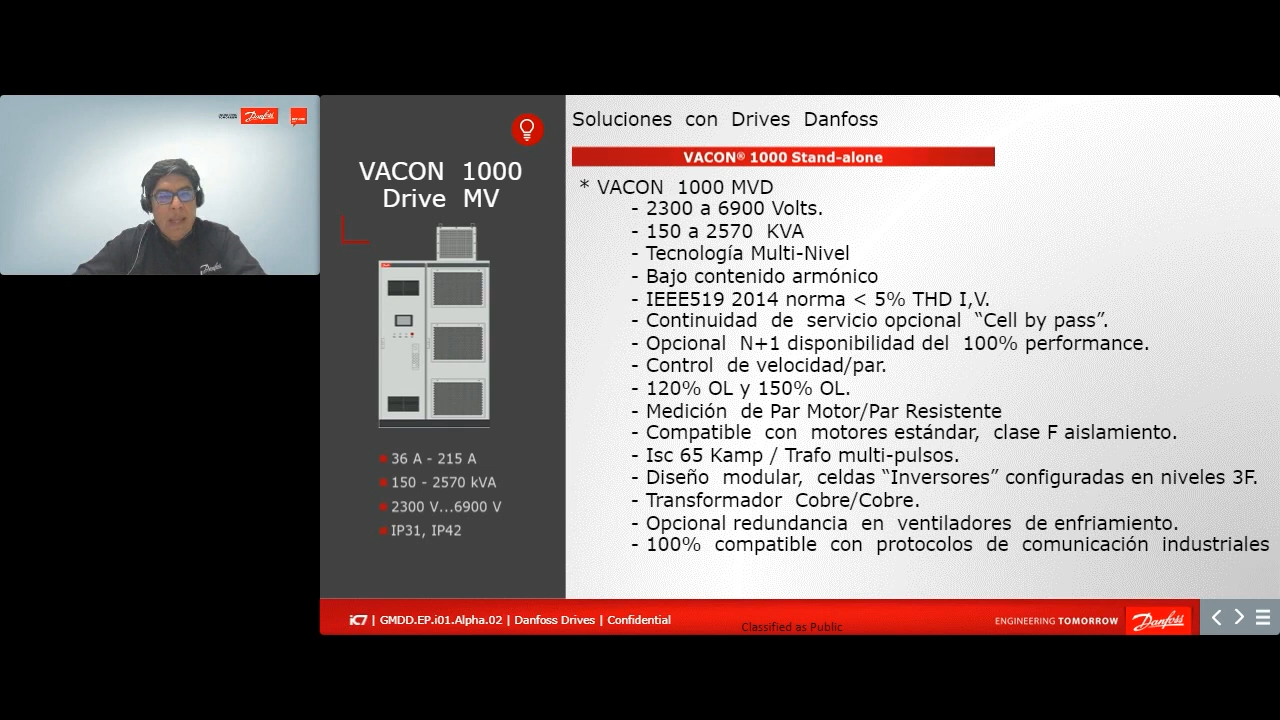 Danfoss
VACON 1000
Drive MV
36 A - 215 A
150 - 2570 kVA
2300 V...6900 V
IP31, IP42
Soluciones con Drives Danfoss
VACON® 1000 Stand-alone
* VACON 1000 MVD
- 2300 a 6900 Volts.
- 150 a 2570 KVA
- Tecnología Multi-Nivel
- Bajo contenido armónico
- IEEE519 2014 norma < 5% THD I,V.
- Continuidad de servicio opcional “Cell by pass”.
- Opcional N+1 disponibilidad del 100% performance.
- Control de velocidad/par.
- 120% OL y 150% OL.
- Medición de Par Motor/Par Resistente
- Compatible con motores estándar, clase F aislamiento.
- Isc 65 Kamp / Trafo multi-pulsos.
- Diseño modular, celdas “Inversores” configuradas en niveles 3F.
- Transformador Cobre/Cobre.
- Opcional redundancia en ventiladores de enfriamiento.
- 100% compatible con protocolos de comunicación industriales
iC7 | GMDD.EP.i01.Alpha.02 | Danfoss Drives | Confidential
Classified as Public
ENGINEERING TOMORROW
Danfoss